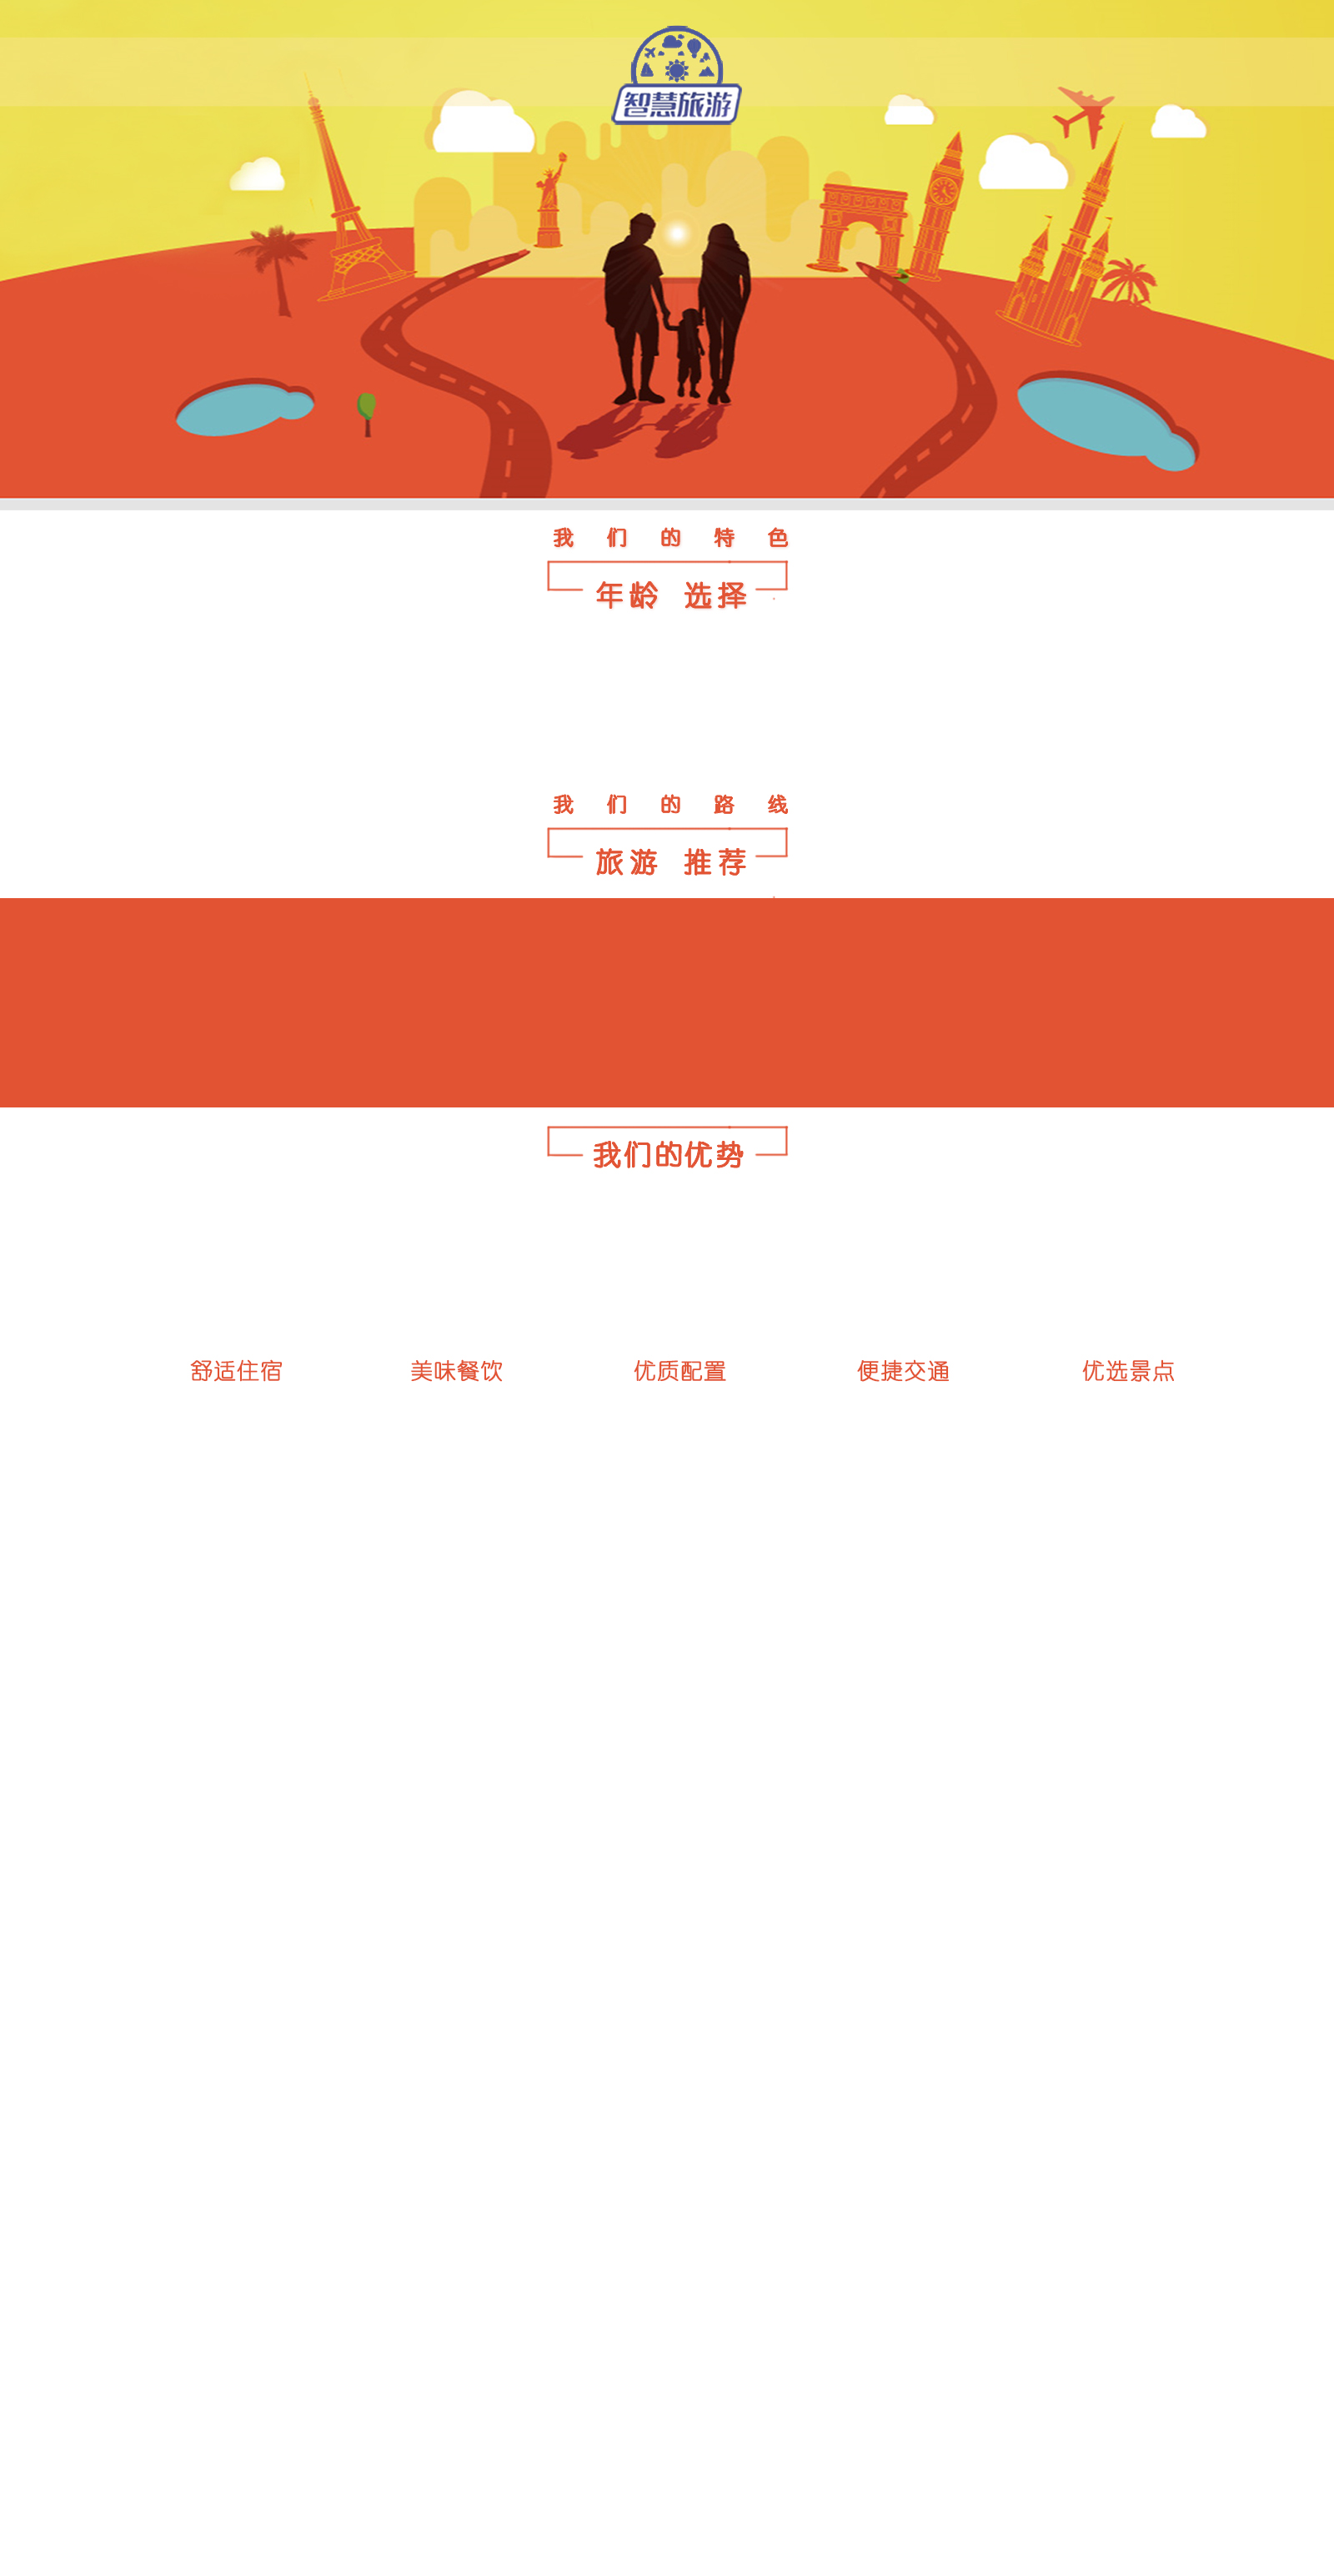 智慧旅游
我们的特色
年龄 选择
我们的路线
旅游 推荐
我们的优势
舒适住宿 美味餐饮 优质配置 便捷交通 优选景点